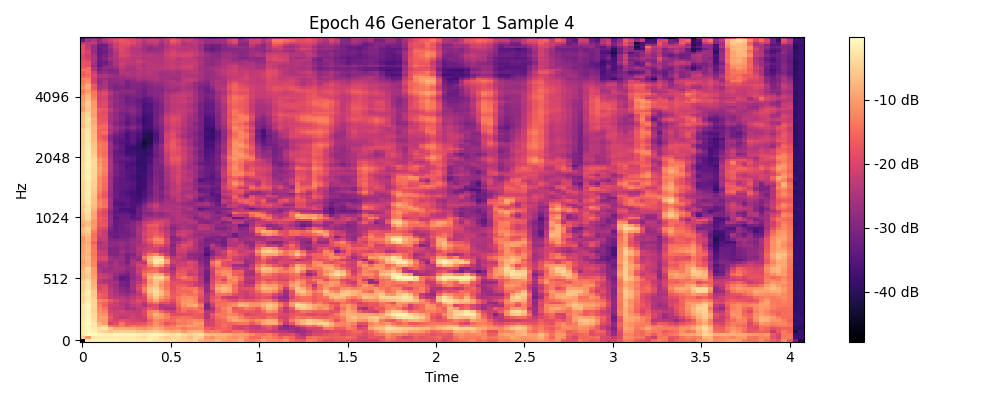 Epoch 46 Generator 1 Sample 4
Hz
4096
2048
1024
512
0
0 0.5 1 1.5 2 2.5 3 3.5 4
Time
-10 dB
-20 dB
-30 dB
-40 dB